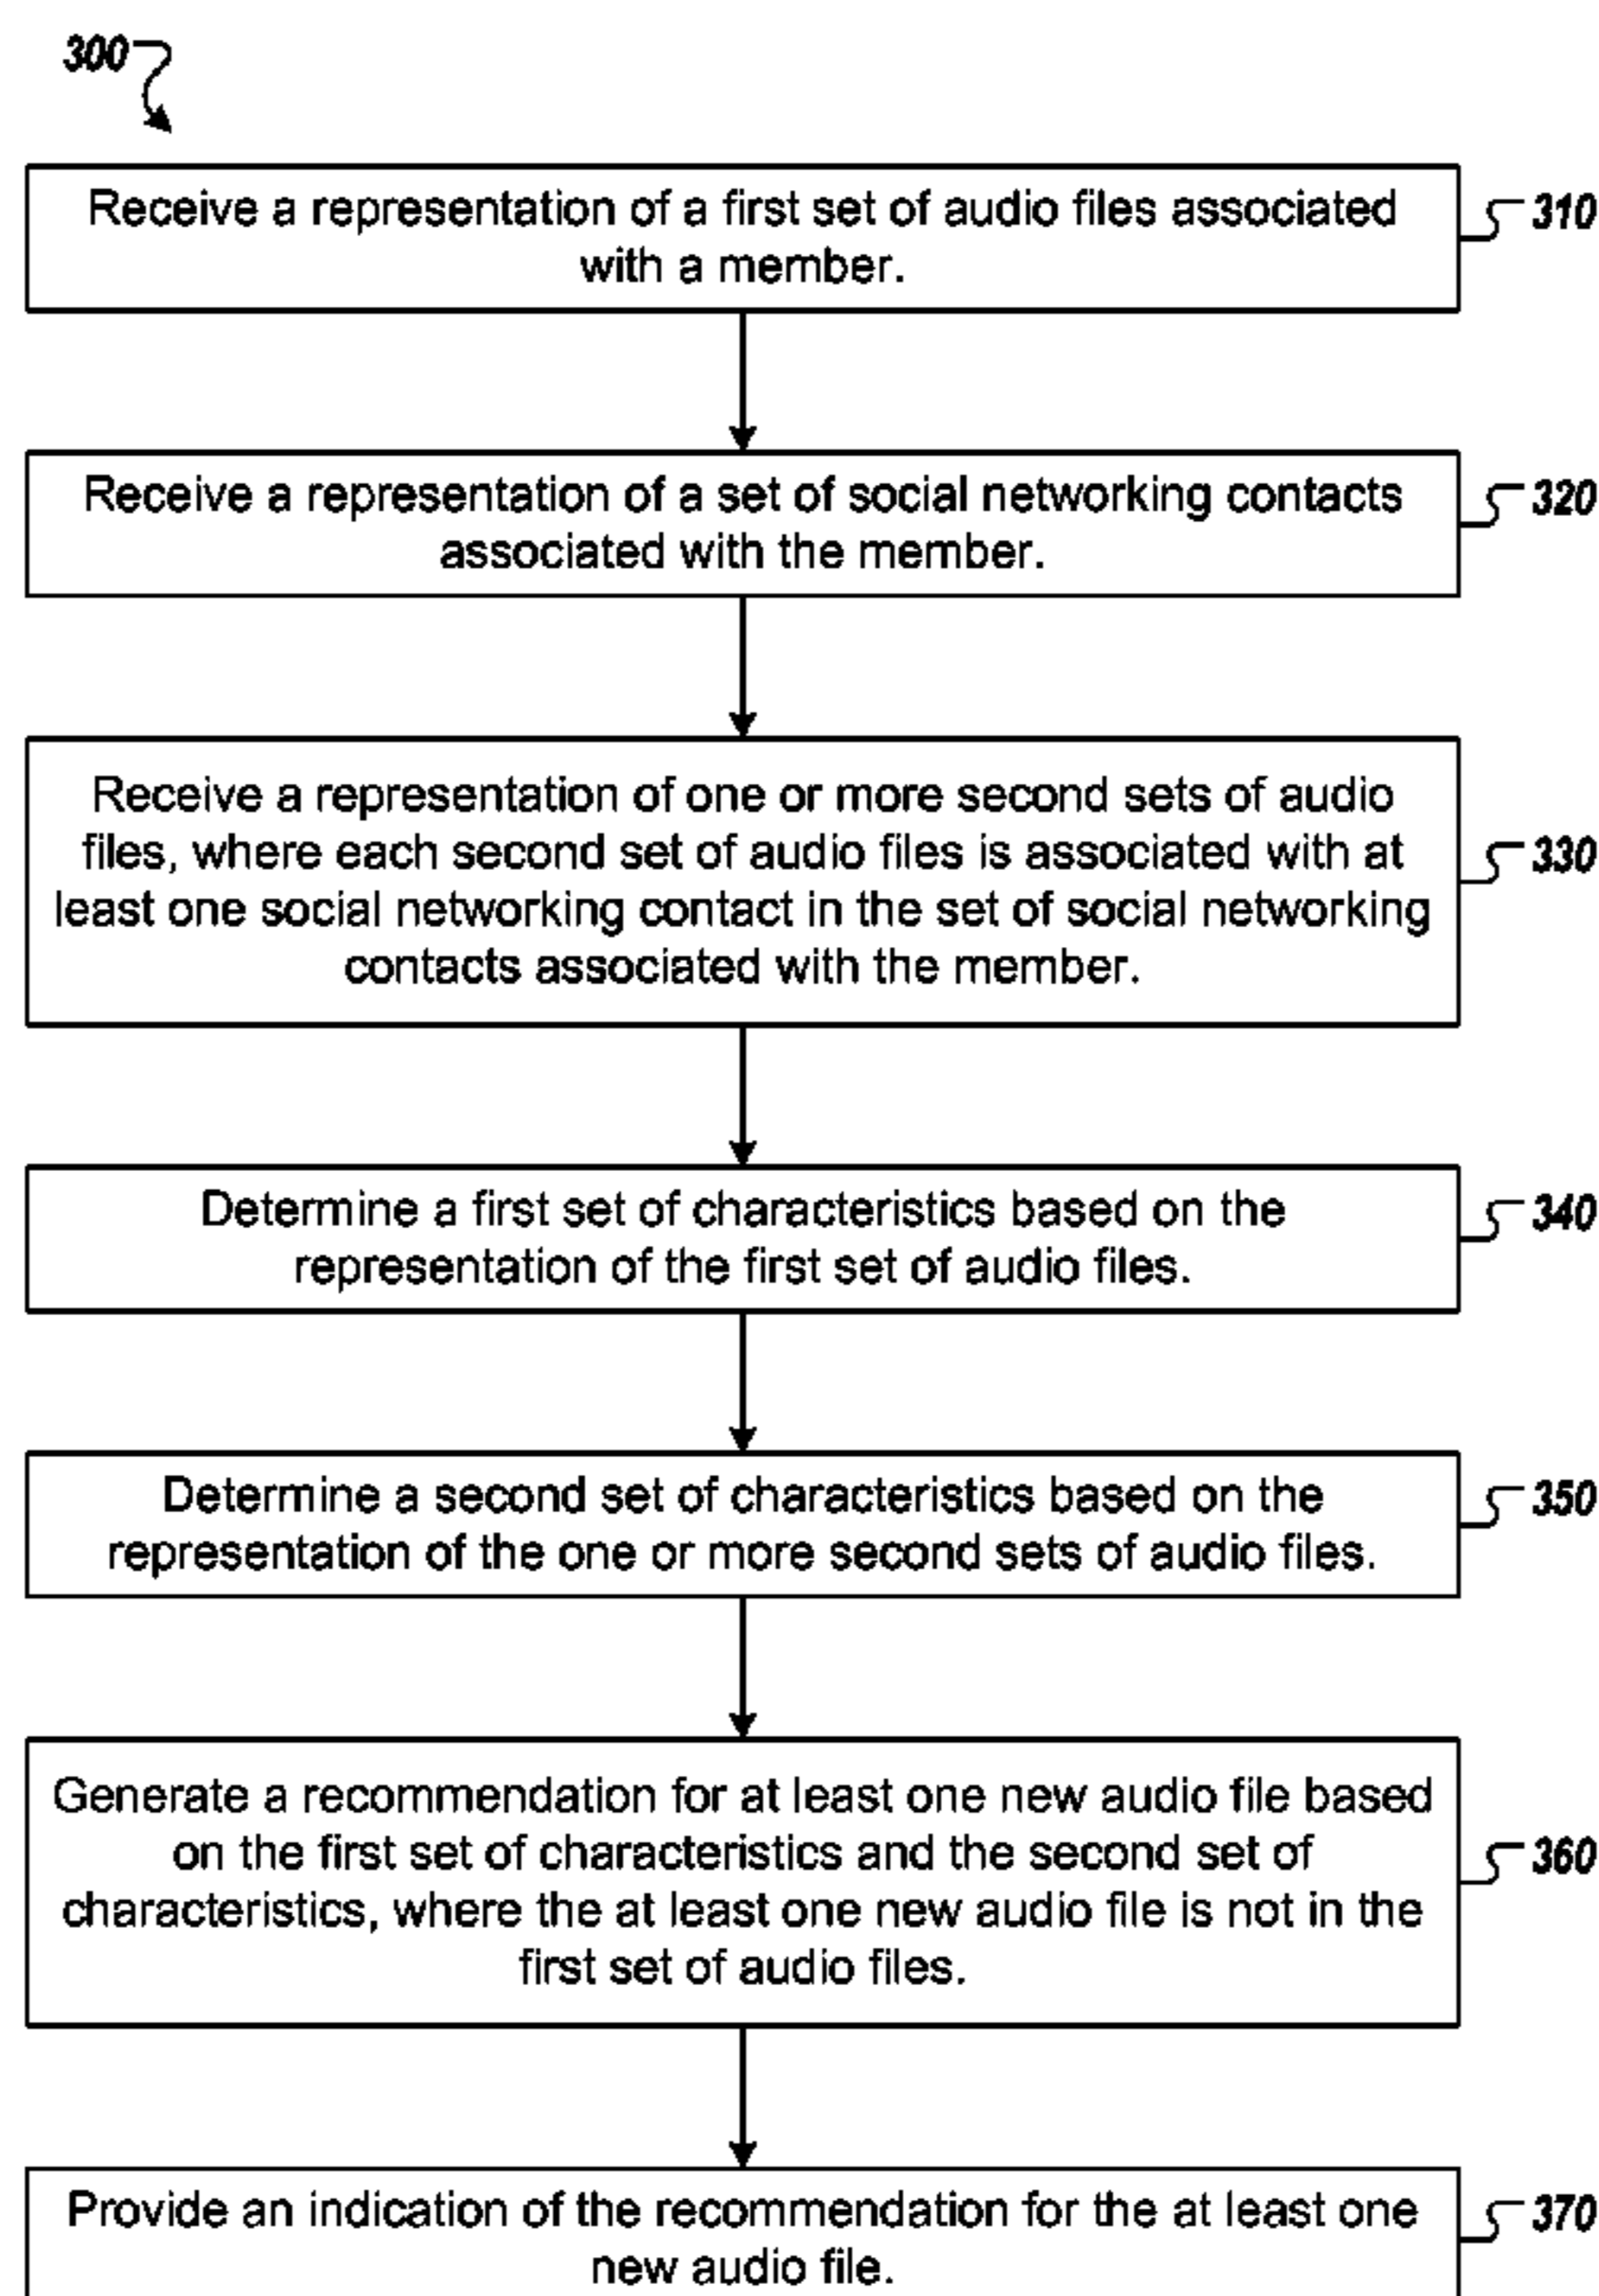 300
Receive a representation of a first set of audio files associated
with a member.
310
Receive a representation of a set of social networking contacts
associated with the member.
320
Receive a representation of one or more second sets of audio
files, where each second set of audio files is associated with at
least one social networking contact in the set of social networking
contacts associated with the member.
330
Determine a first set of characteristics based on the
representation of the first set of audio files.
340
Determine a second set of characteristics based on the
representation of the one or more second sets of audio files.
350
Generate a recommendation for at least one new audio file based
on the first set of characteristics and the second set of
characteristics, where the at least one new audio file is not in the
first set of audio files.
360
Provide an indication of the recommendation for the at least one
new audio file.
370